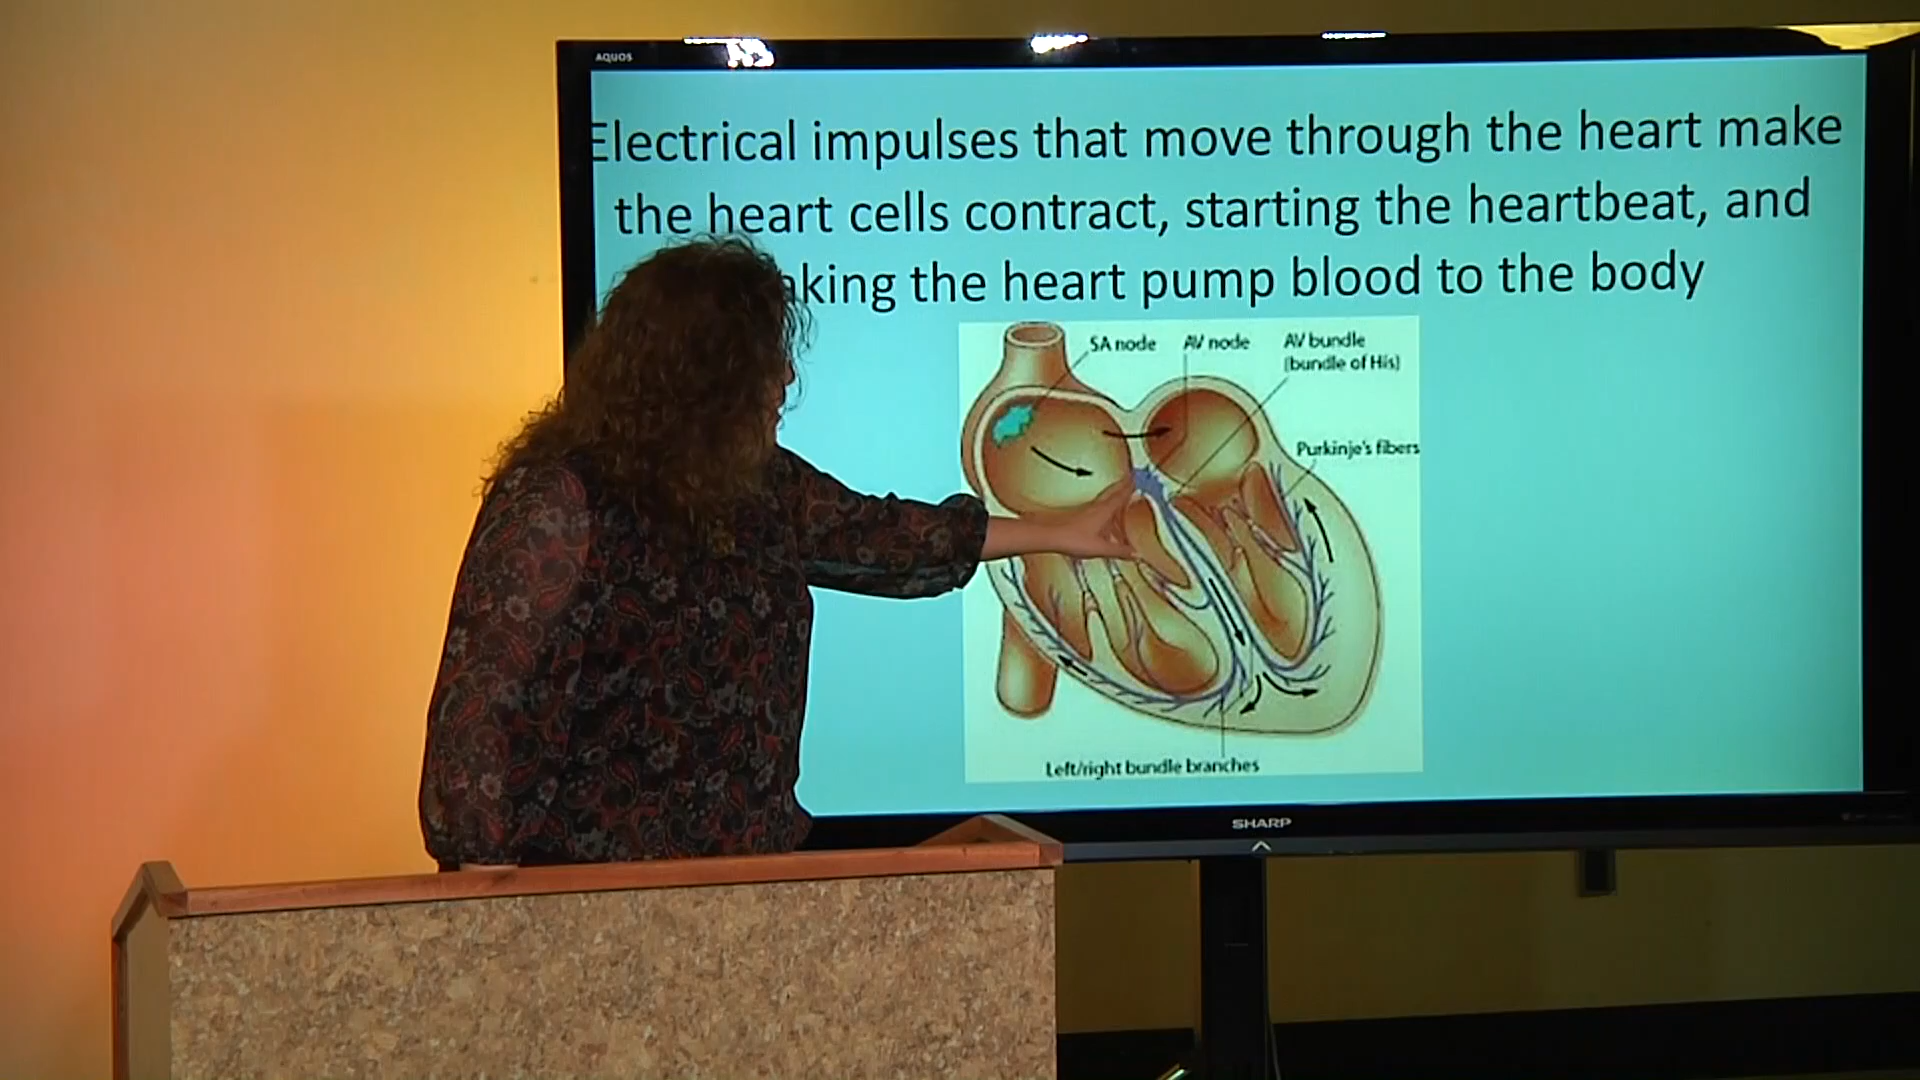 AQUOS
Electrical impulses that move through the heart make
the heart cells contract, starting the heartbeat, and
aking the heart pump blood to the body
SA node
AV node
AV bundle
(bundle of His)
Purkinje's fibers
Left/right bundle branches
SHARP